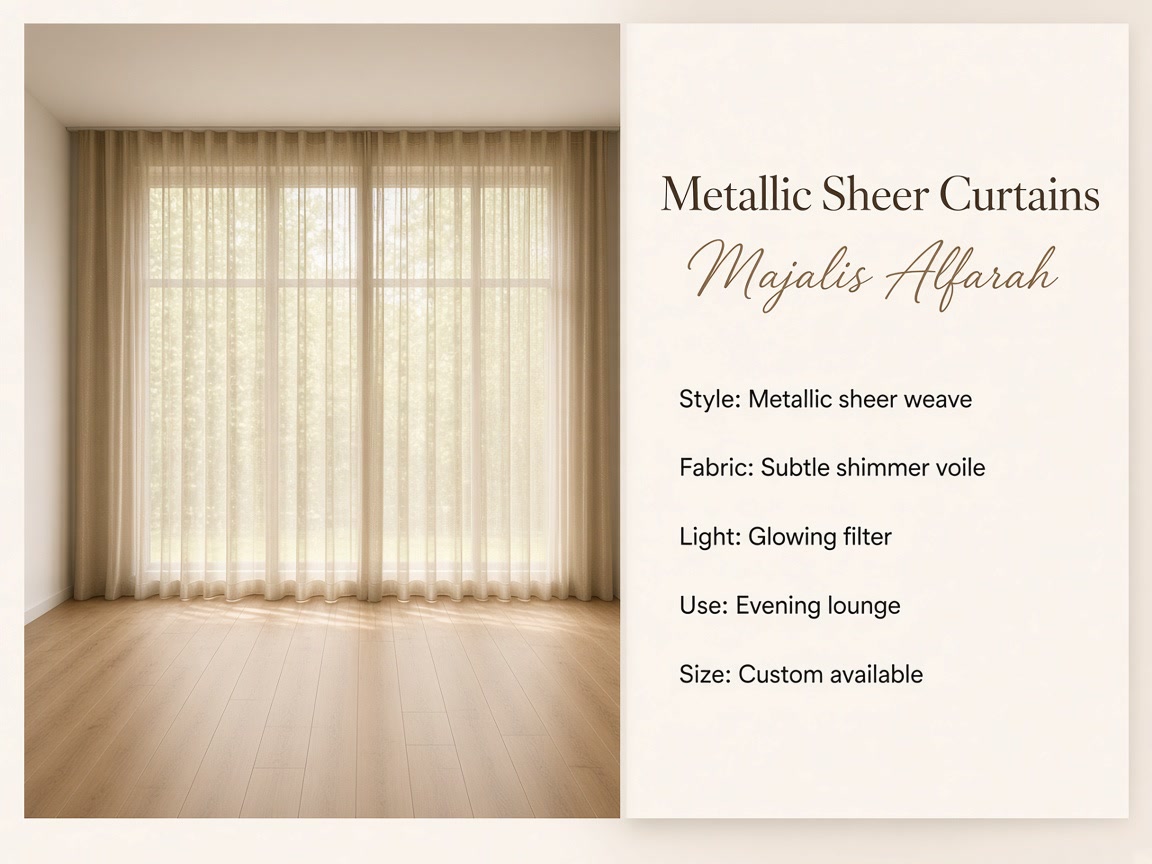 Metallic Sheer Curtains
Majalis Alfarah
Style: Metallic sheer weave
Fabric: Subtle shimmer voile
Light: Glowing filter
Use: Evening lounge
Size: Custom available